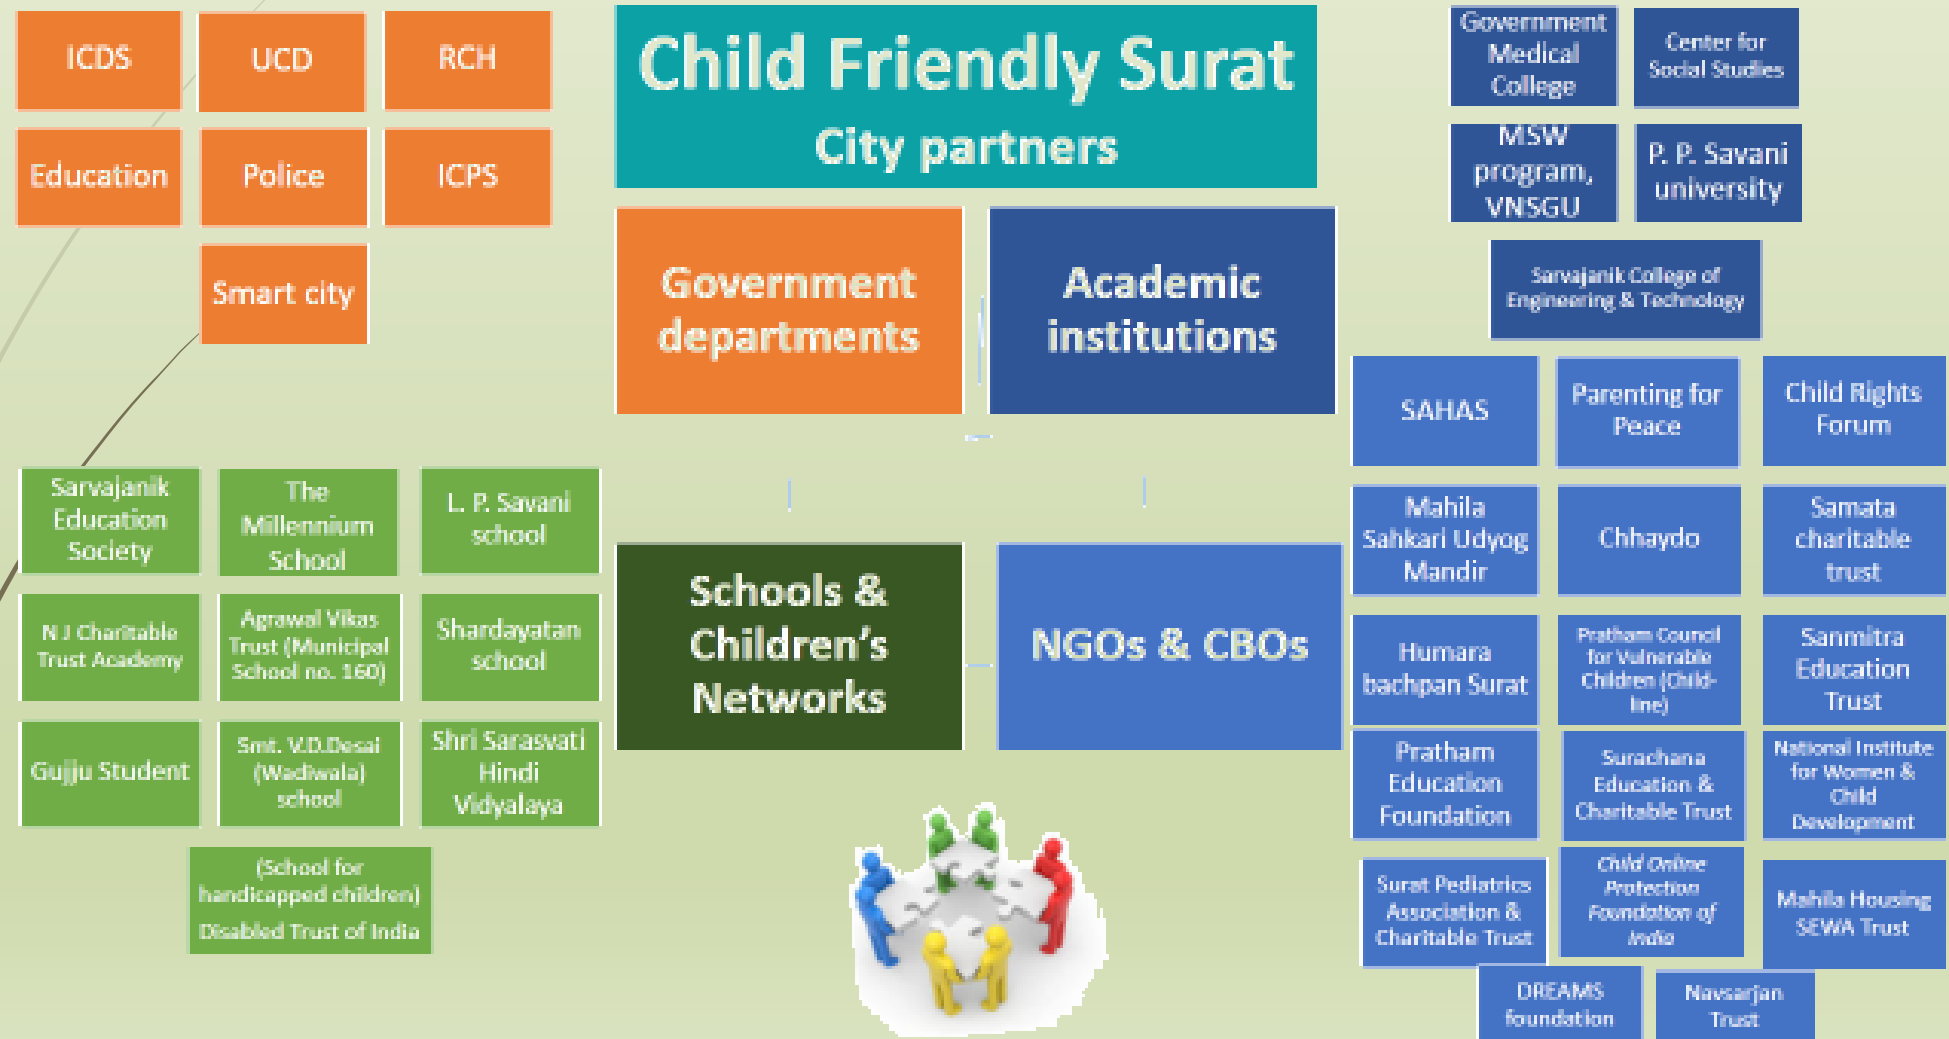 Child Friendly Surat
City partners
Government
departments
Academic
institutions
Schools &
Children's
Networks
NGOs & CBOs
ICDS
UCD
RCH
Education
Police
ICPS
Smart city
Government
Medical
College
Center for
Social Studies
MSW
program,
VNSGU
P. P. Savani
university
Sarvajanik College of
Engineering & Technology
Sarvajanik
Education
Society
The
Millennium
School
L. P. Savani
school
N J Charitable
Trust Academy
Agrawal Vikas
Trust (Municipal
School no. 160)
Shardayatan
school
Gujju Student
Smt. V.D.Desai
(Wadiwala)
school
Shri Sarasvati
Hindi
Vidyalaya
(School for
handicapped children)
Disabled Trust of India
SAHAS
Parenting for
Peace
Child Rights
Forum
Mahila
Sahkari Udyog
Mandir
Chhaydo
Samata
charitable
trust
Humara
bachpan Surat
Pratham Council
for Vulnerable
Children (Child-
line)
Sanmitra
Education
Trust
Pratham
Education
Foundation
Surachana
Education &
Charitable Trust
National Institute
for Women &
Child
Development
Surat Pediatrics
Association &
Charitable Trust
Child Online
Protection
Foundation of
India
Mahila Housing
SEWA Trust
DREAMS
foundation
Navsarjan
Trust